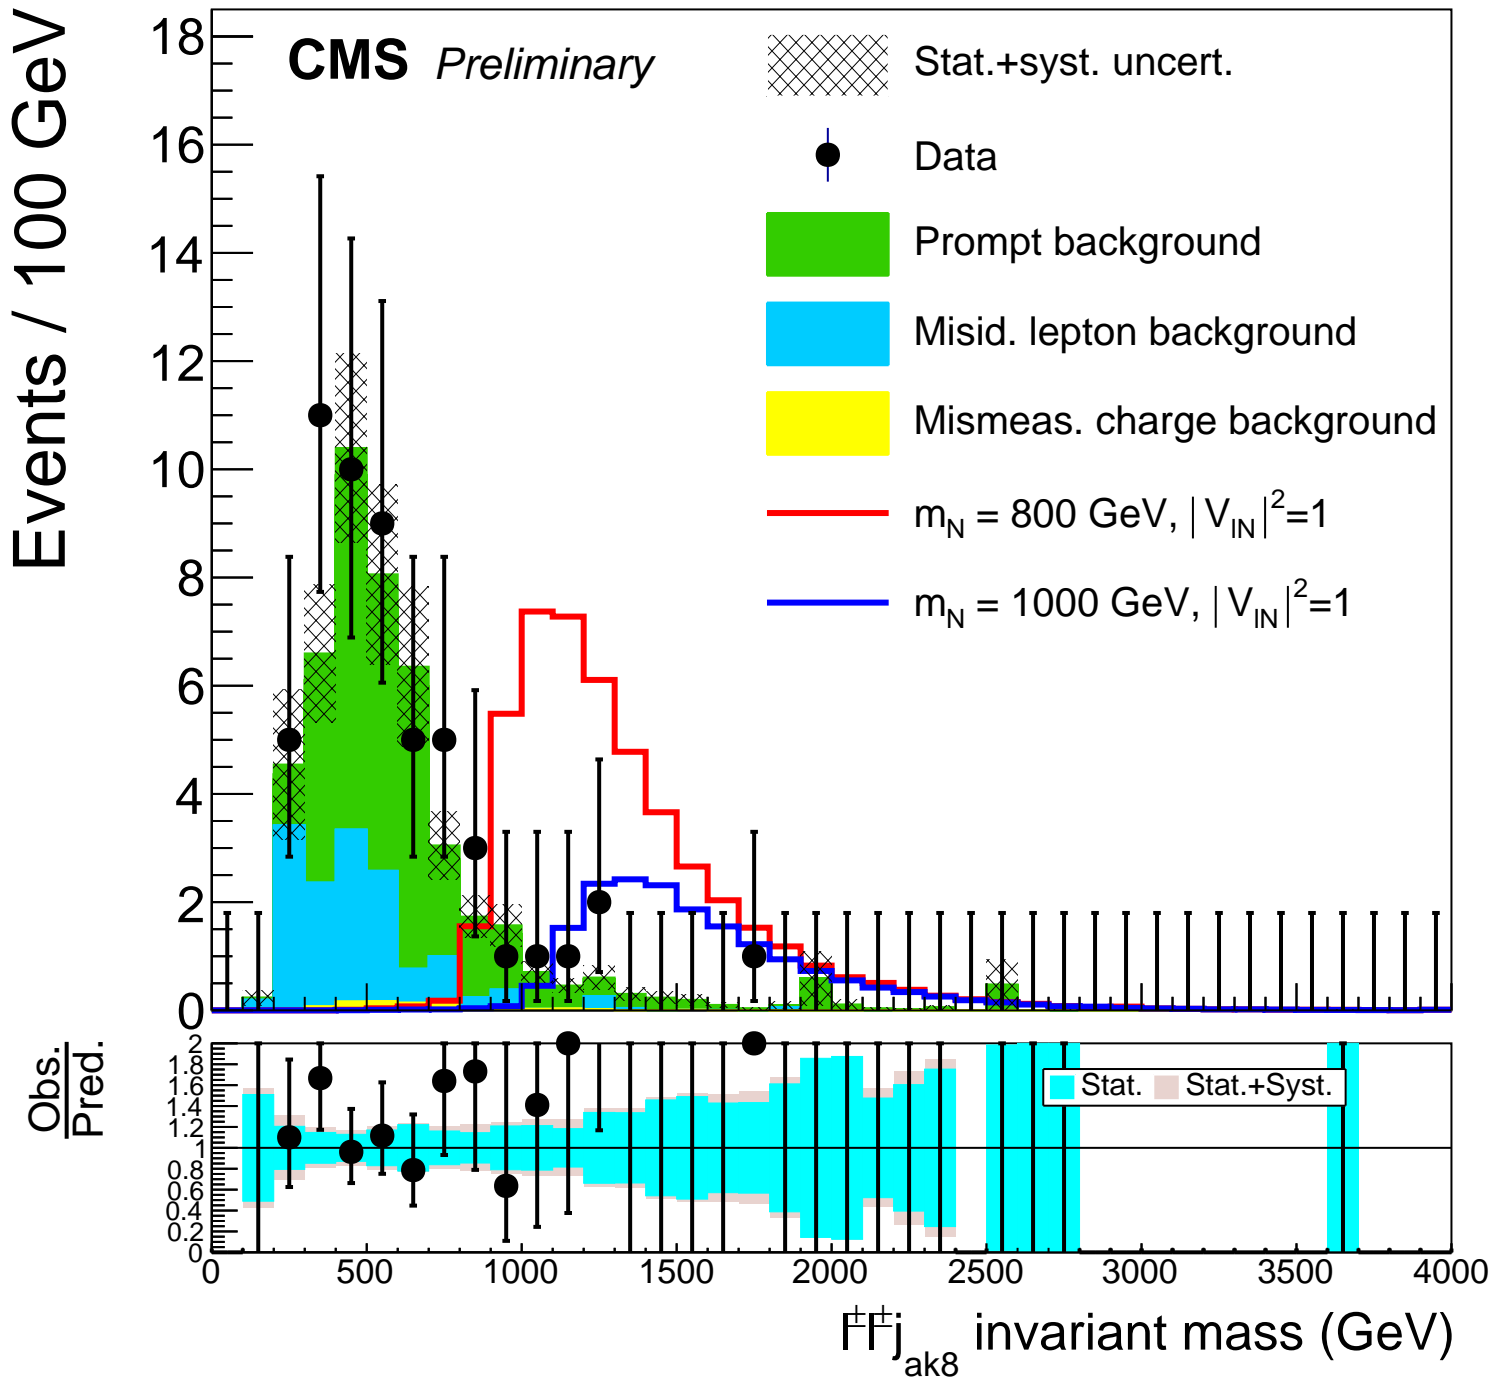 CMS Preliminary
Events / 100 GeV
18
16
14
12
10
8
6
4
2
0
Stat.+syst. uncert.
Data
Prompt background
Misid. lepton background
Mismeas. charge background
m_N = 800 GeV, |V_lN|^2=1
m_N = 1000 GeV, |V_lN|^2=1
Obs.
Pred.
2
1.8
1.6
1.4
1.2
1
0.8
0.6
0.4
0.2
0
Stat. Stat.+Syst.
0 500 1000 1500 2000 2500 3000 3500 4000
l^±l^±j_ak8 invariant mass (GeV)